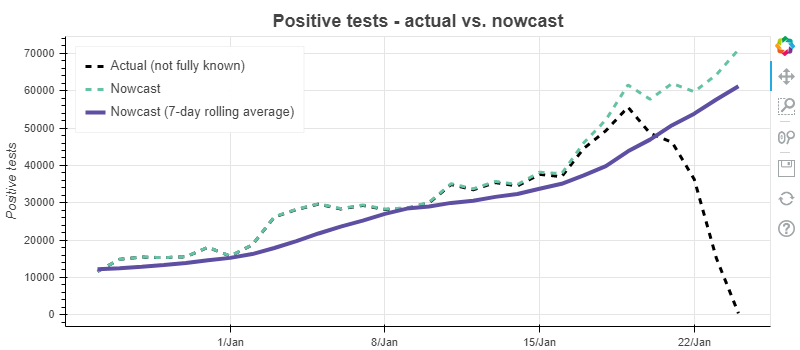 Positive tests - actual vs. nowcast
Actual (not fully known)
Nowcast
Nowcast (7-day rolling average)
Positive tests
70000
60000
50000
40000
30000
20000
10000
0
1/Jan
8/Jan
15/Jan
22/Jan